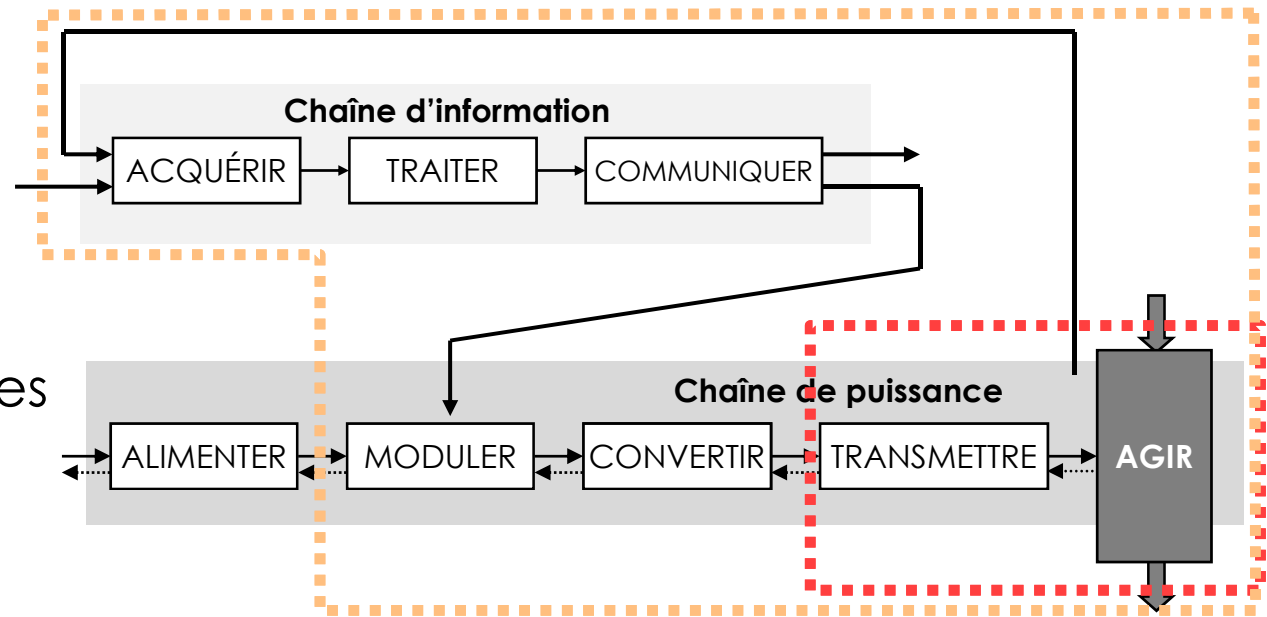 Chaîne d'information
ACQUÉRIR TRAITER COMMUNIQUER
es
Chaîne de puissance
ALIMENTER MODULER CONVERTIR TRANSMETTRE AGIR